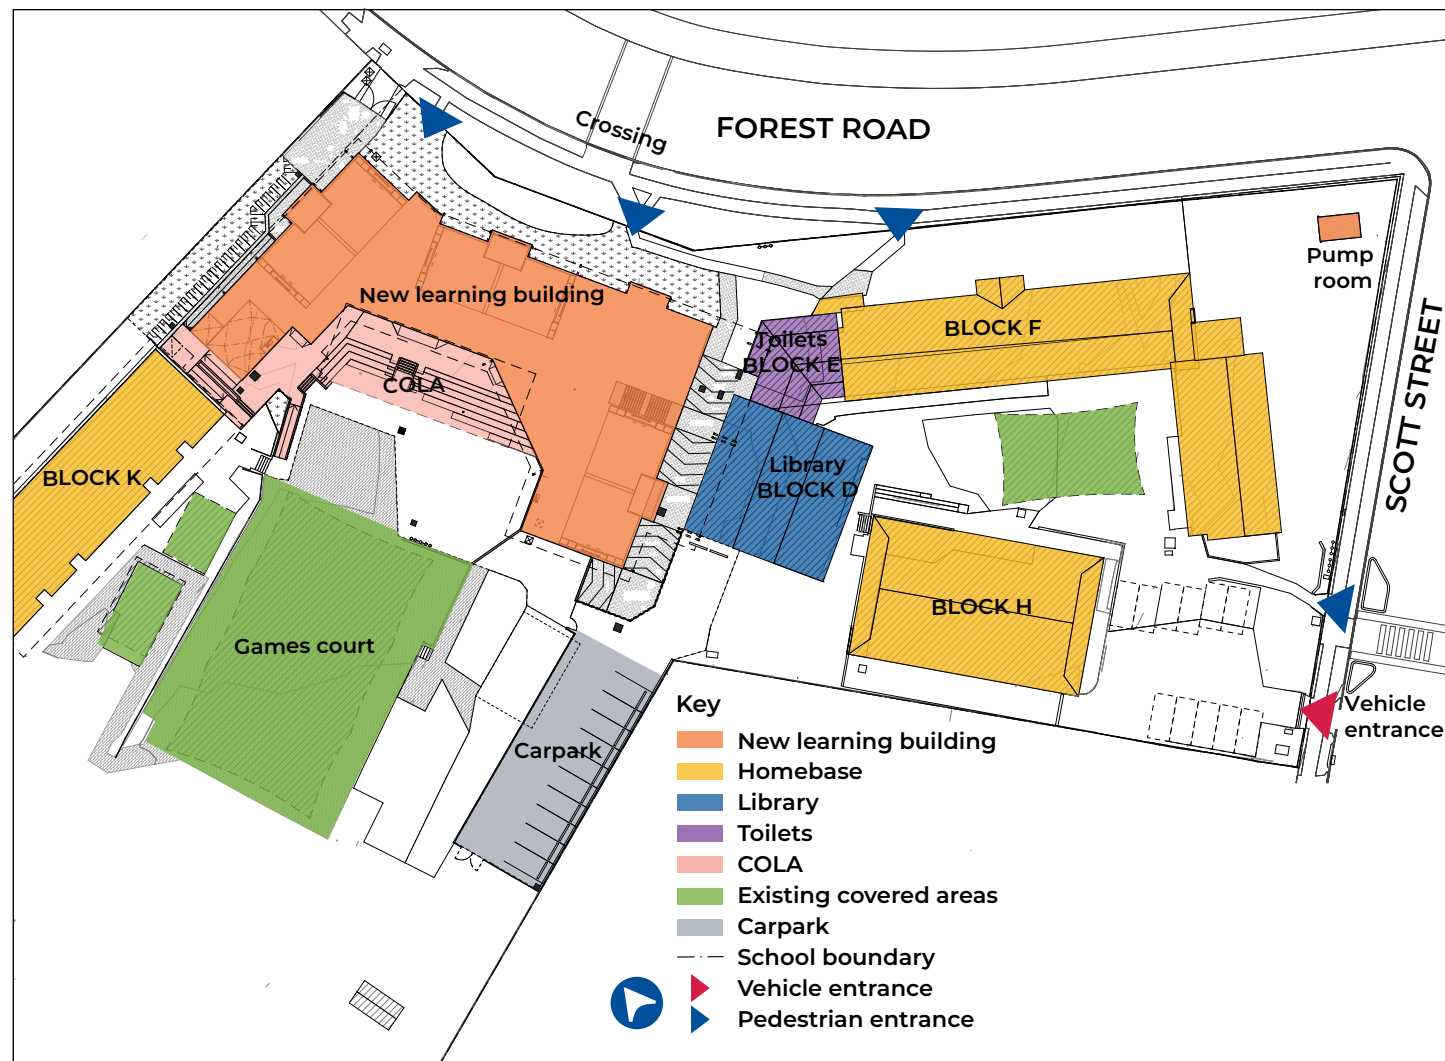 FOREST ROAD
Crossing
Pump
room
New learning building
BLOCK F
Toilets
BLOCK E
COLA
SCOTT STREET
BLOCK K
Library
BLOCK D
BLOCK H
Games court
Vehicle
entrance
Carpark
Key
New learning building
Homebase
Library
Toilets
COLA
Existing covered areas
Carpark
School boundary
Vehicle entrance
Pedestrian entrance